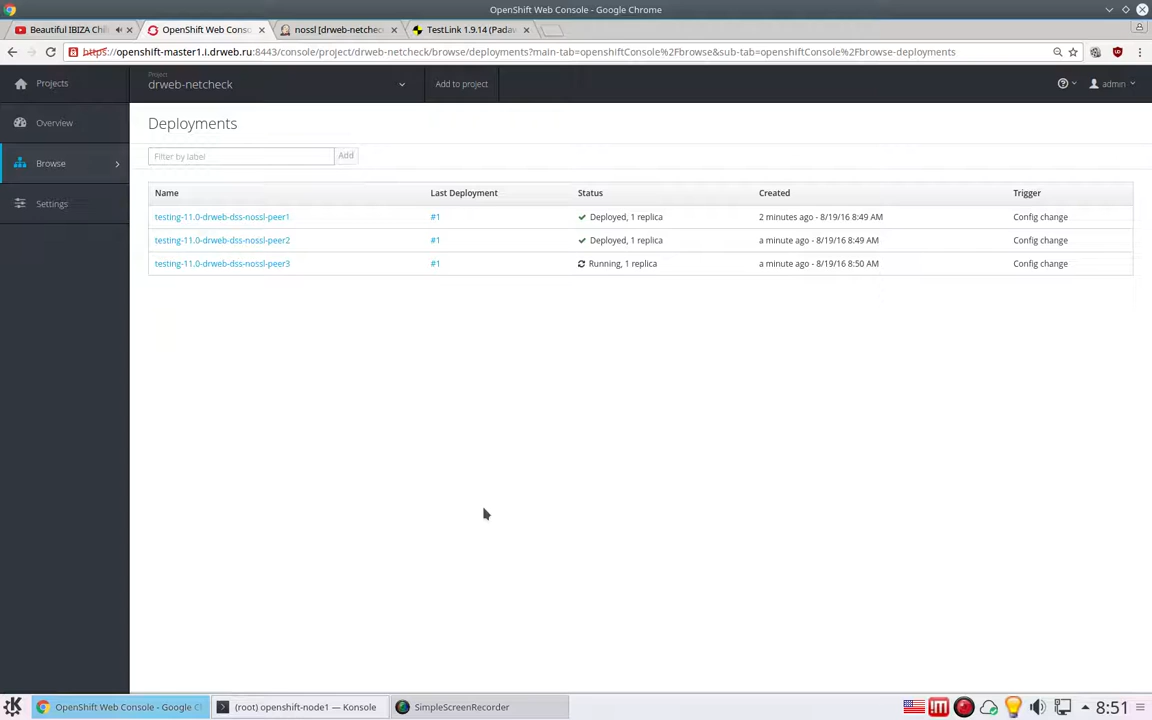 OpenShift Web Console - Google Chrome
Beautiful IBIZA Chil
OpenShift Web Conso
nossl [drweb-netchec
TestLink 1.9.14 (Padaw
https://openshift-master1.i.drweb.ru:8443/console/project/drweb-netcheck/browse/deployments?main-tab=openshiftConsole%2Fbrowse&sub-tab=openshiftConsole%2Fbrowse-deployments
Projects
Project
drweb-netcheck
Add to project
admin
Overview
Browse
Settings
Deployments
Filter by label
Add
Name Last Deployment Status Created Trigger
testing-11.0-drweb-dss-nossl-peer1 #1 Deployed, 1 replica 2 minutes ago - 8/19/16 8:49 AM Config change
testing-11.0-drweb-dss-nossl-peer2 #1 Deployed, 1 replica a minute ago - 8/19/16 8:49 AM Config change
testing-11.0-drweb-dss-nossl-peer3 #1 Running, 1 replica a minute ago - 8/19/16 8:50 AM Config change
OpenShift Web Console - Google C
(root) openshift-node1 — Konsole
SimpleScreenRecorder
8:51